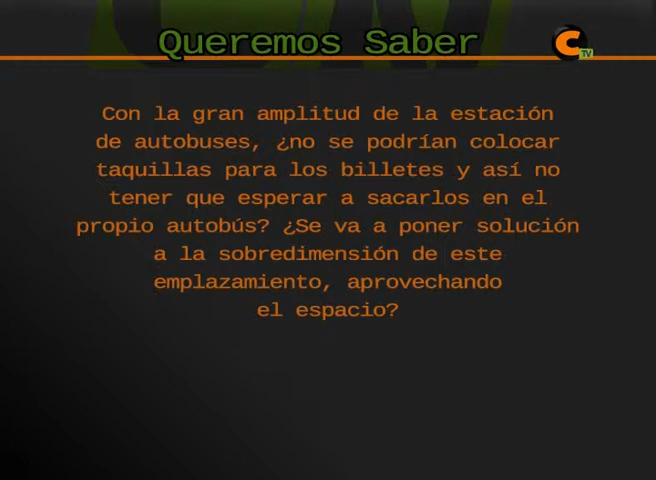 Queremos Saber
C
TV
Con la gran amplitud de la estación
de autobuses, ¿no se podrían colocar
taquillas para los billetes y así no
tener que esperar a sacarlos en el
propio autobús? ¿Se va a poner solución
a la sobredimensión de este
emplazamiento, aprovechando
el espacio?